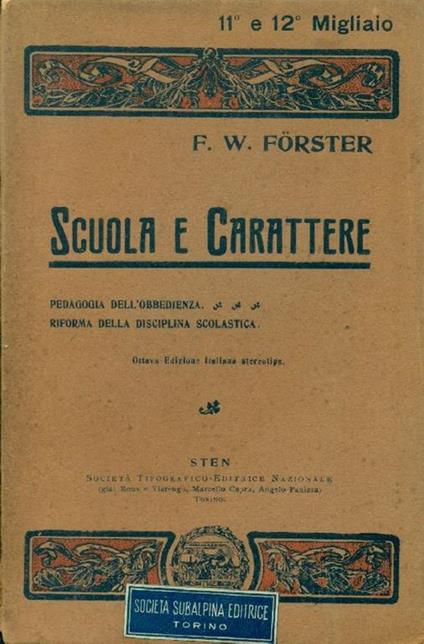 11° e 12° Migliaio
F. W. FÖRSTER
SCUOLA E CARATTERE
PEDAGOGIA DELL'OBBEDIENZA.
RIFORMA DELLA DISCIPLINA SCOLASTICA.
Ottava Edizione Italiana stereotipa.
STEN
SOCIETÀ TIPOGRAFICO-EDITRICE NAZIONALE
(già Roux e Viarengo, Marcello Capra, Angelo Panizza)
TORINO.
SOCIETÀ SUBALPINA EDITRICE
TORINO